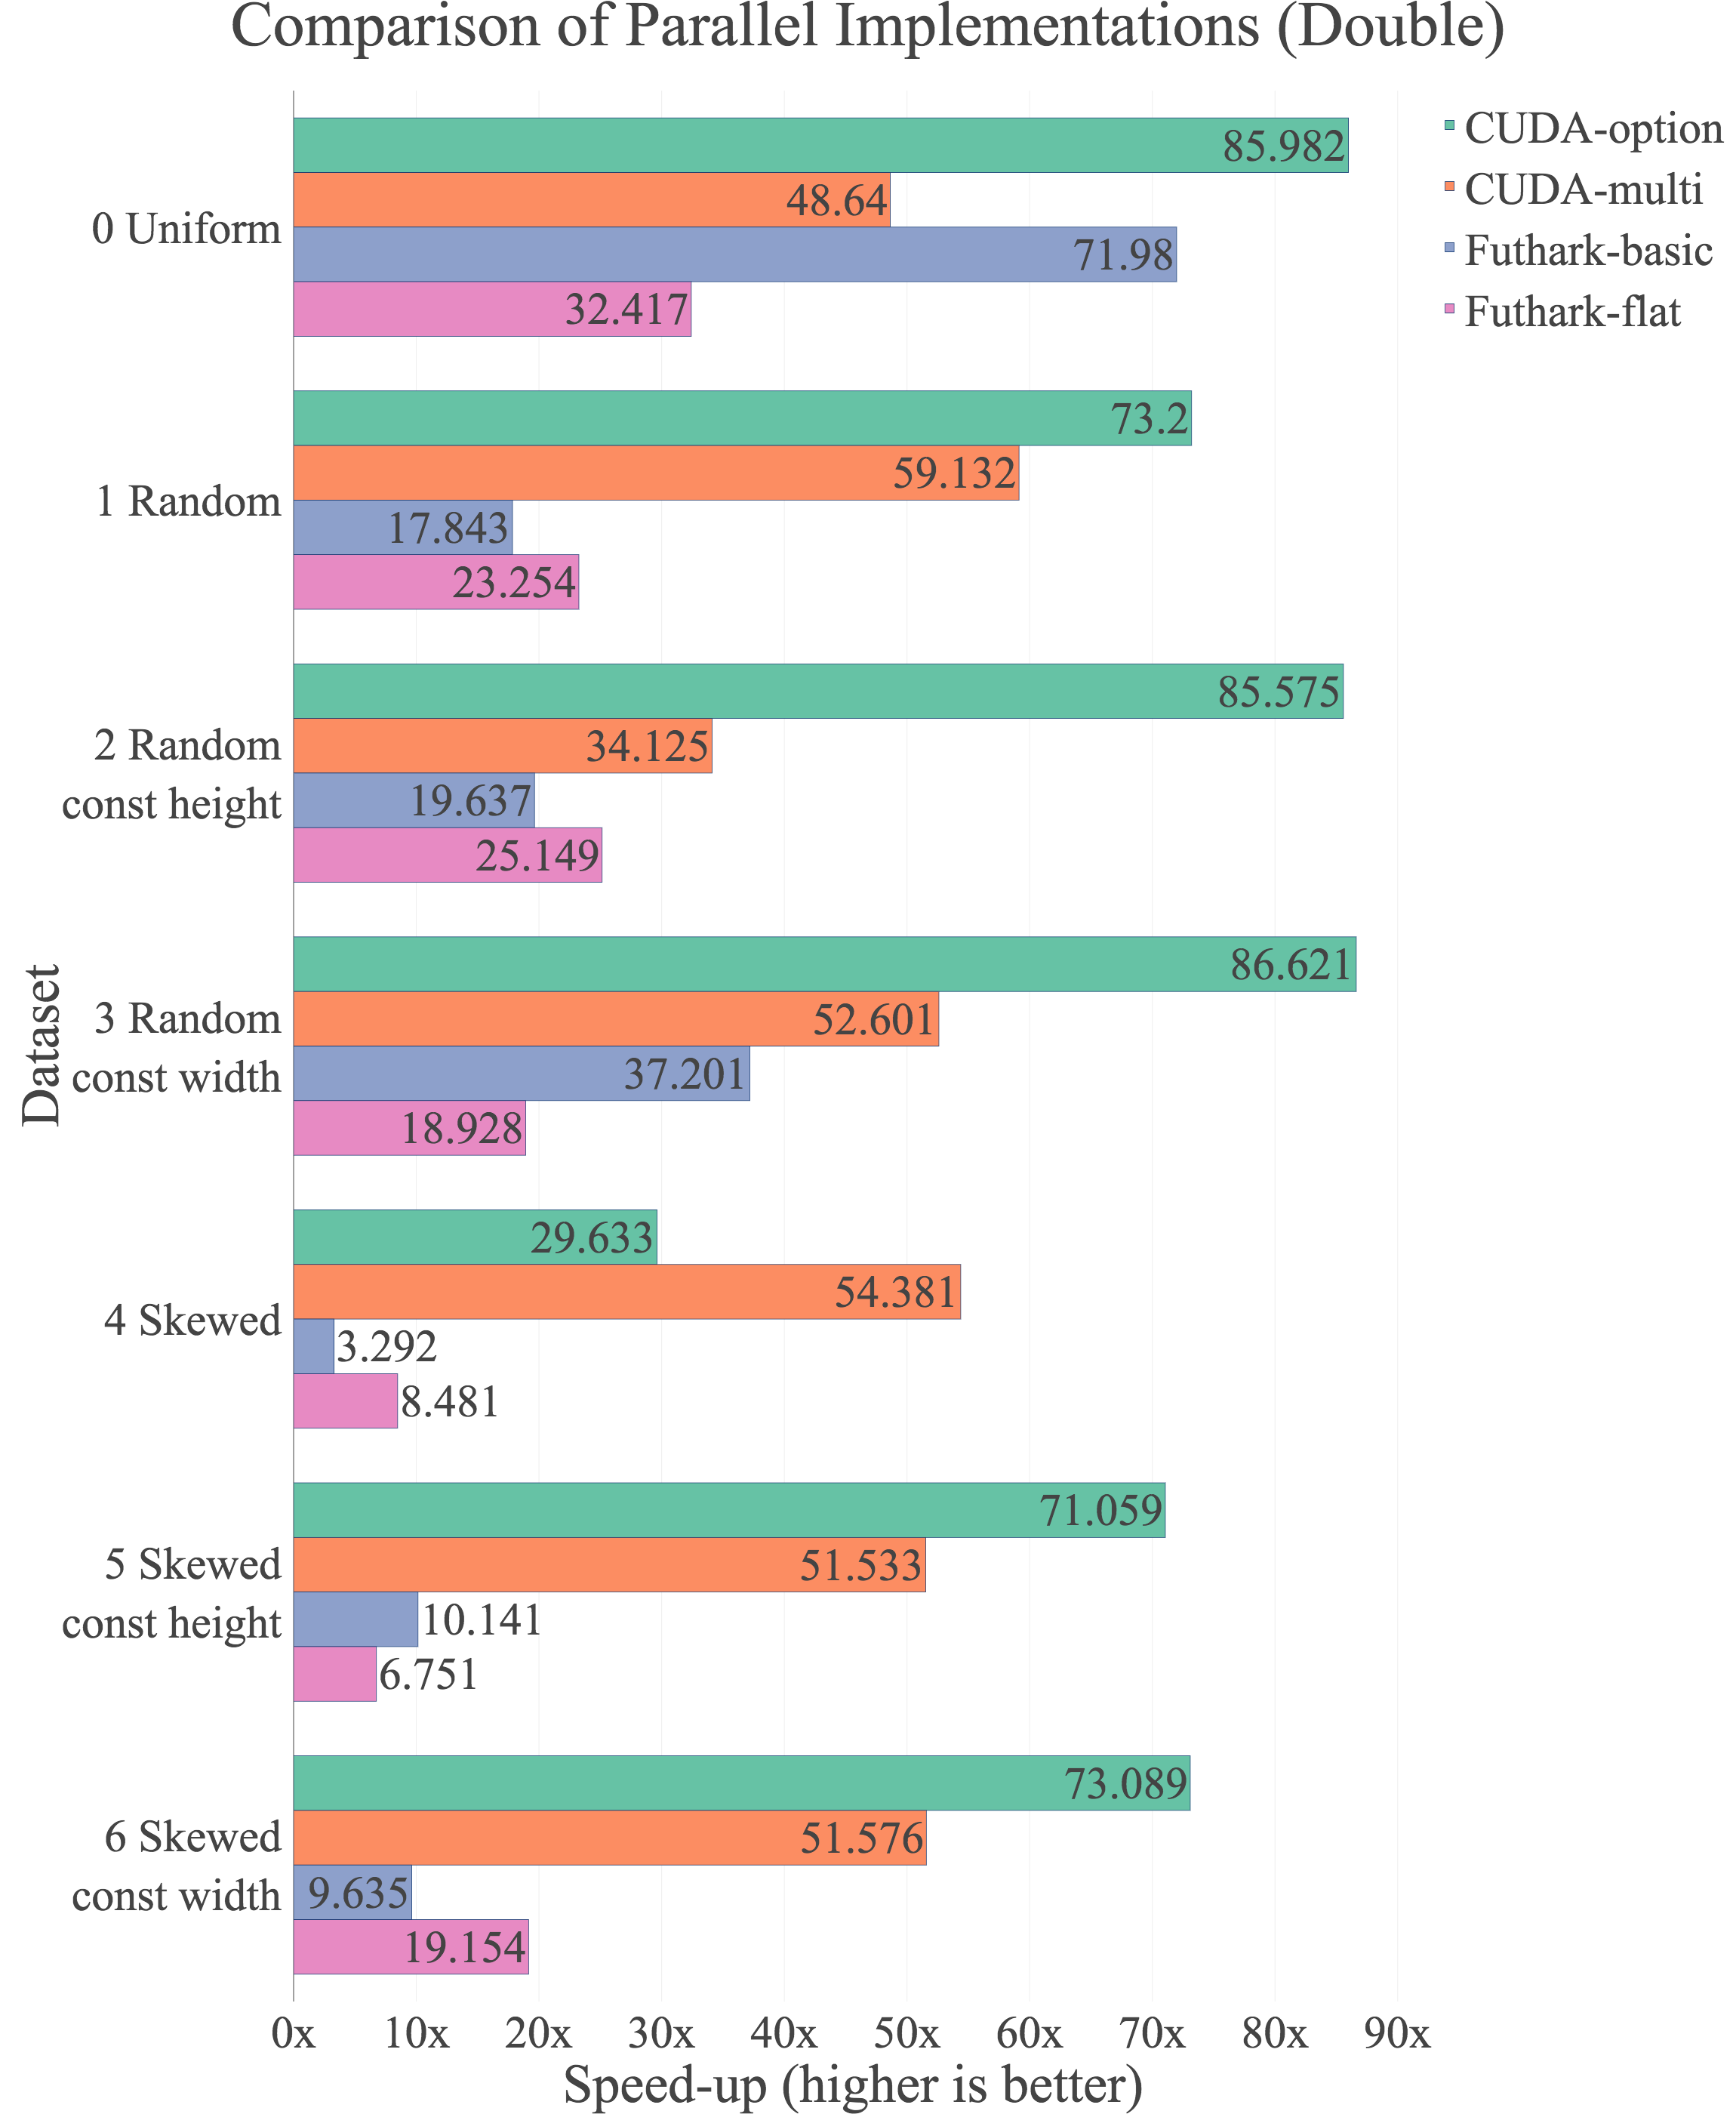 Comparison of Parallel Implementations (Double)
CUDA-option
CUDA-multi
Futhark-basic
Futhark-flat
Dataset
0 Uniform
85.982
48.64
71.98
32.417
1 Random
73.2
59.132
17.843
23.254
2 Random
const height
85.575
34.125
19.637
25.149
3 Random
const width
86.621
52.601
37.201
18.928
4 Skewed
29.633
54.381
3.292
8.481
5 Skewed
const height
71.059
51.533
10.141
6.751
6 Skewed
const width
73.089
51.576
9.635
19.154
0x 10x 20x 30x 40x 50x 60x 70x 80x 90x
Speed-up (higher is better)